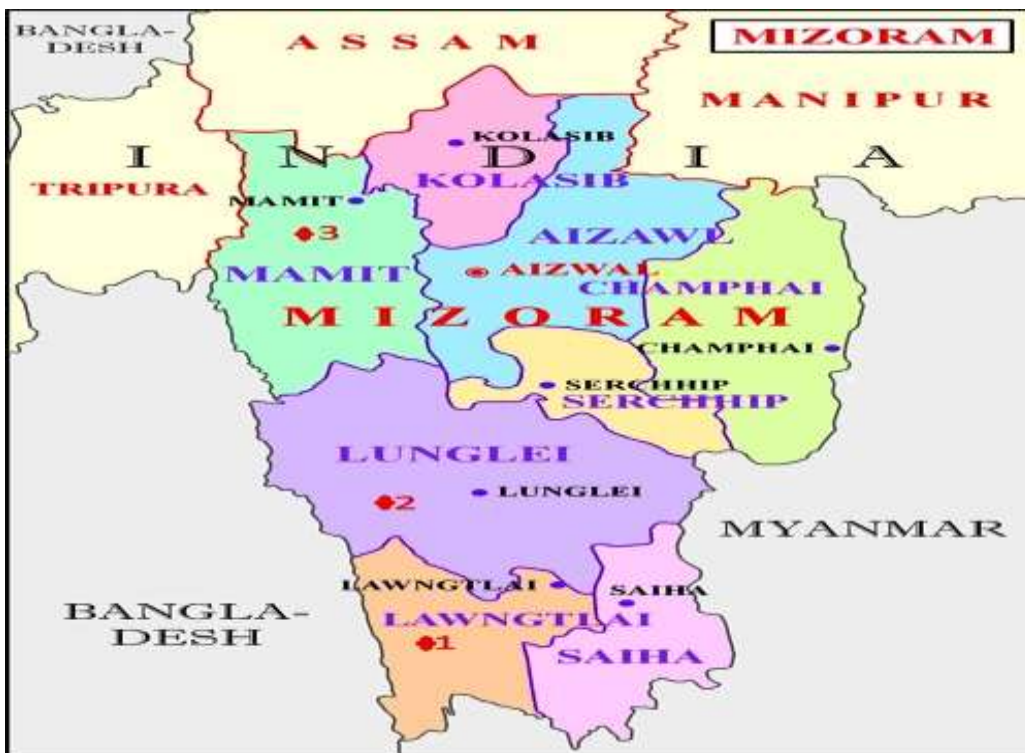 BANGLA-
DESH
ASSAM
MIZORAM
MANIPUR
KOLASIB
INDIA
KOLASIB
TRIPURA
MAMIT
3
AIZAWL
MAMIT
AIZWAL
CHAMPHAI
MIZORAM
CHAMPHAI
SERCHHIP
SERCHHIP
LUNGLEI
LUNGLEI
2
MYANMAR
LAWNGTLAI
SAIHA
BANGLA-
DESH
LAWNGTLAI
1
SAIHA